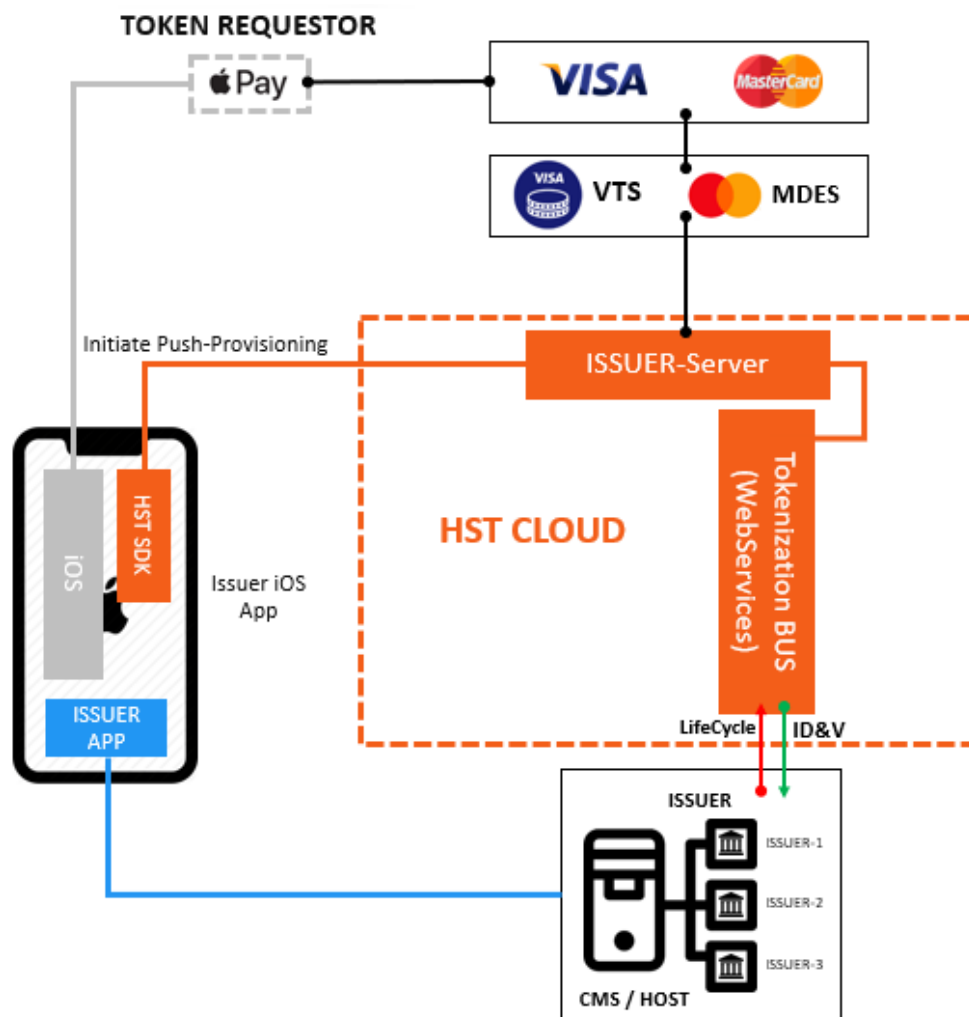 TOKEN REQUESTOR
Pay
VISA
MasterCard
VISA
VTS
MDES
Initiate Push-Provisioning
ISSUER-Server
HST SDK
iOS
Issuer iOS
App
HST CLOUD
Tokenization BUS
(WebServices)
ISSUER
APP
LifeCycle
ID&V
ISSUER
ISSUER-1
ISSUER-2
ISSUER-3
CMS / HOST